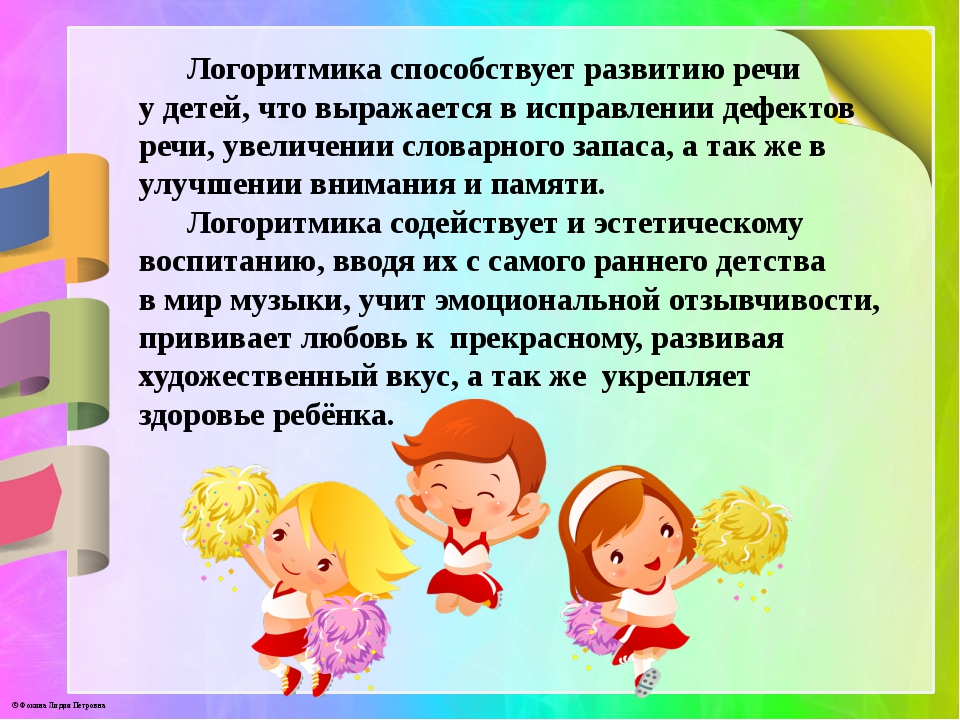 Логоритмика способствует развитию речи
у детей, что выражается в исправлении дефектов
речи, увеличении словарного запаса, а так же в
улучшении внимания и памяти.
Логоритмика содействует и эстетическому
воспитанию, вводя их с самого раннего детства
в мир музыки, учит эмоциональной отзывчивости,
прививает любовь к  прекрасному, развивая
художественный вкус, а так же  укрепляет
здоровье ребёнка.
© Фокина Лидия Петровна